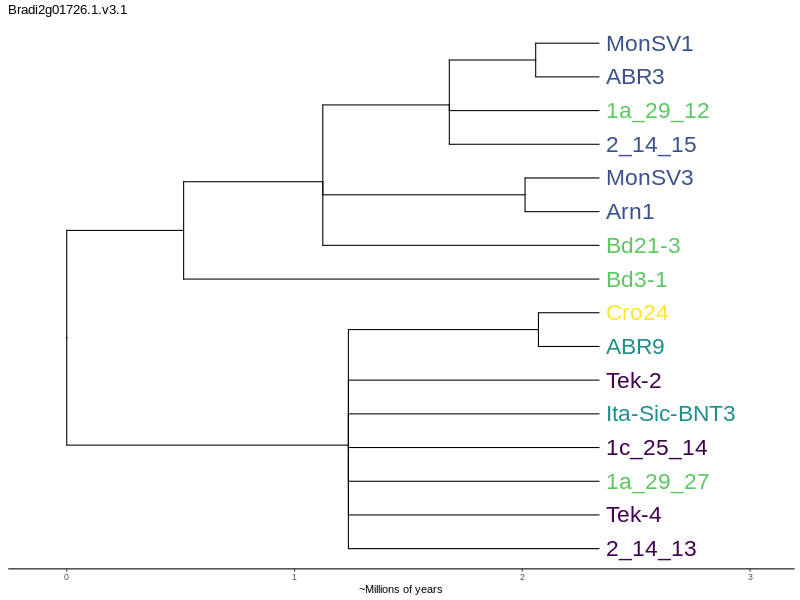 Bradi2g01726.1.v3.1
MonSV1
ABR3
1a_29_12
2_14_15
MonSV3
Arn1
Bd21-3
Bd3-1
Cro24
ABR9
Tek-2
Ita-Sic-BNT3
1c_25_14
1a_29_27
Tek-4
2_14_13
0 1 2 3
~Millions of years